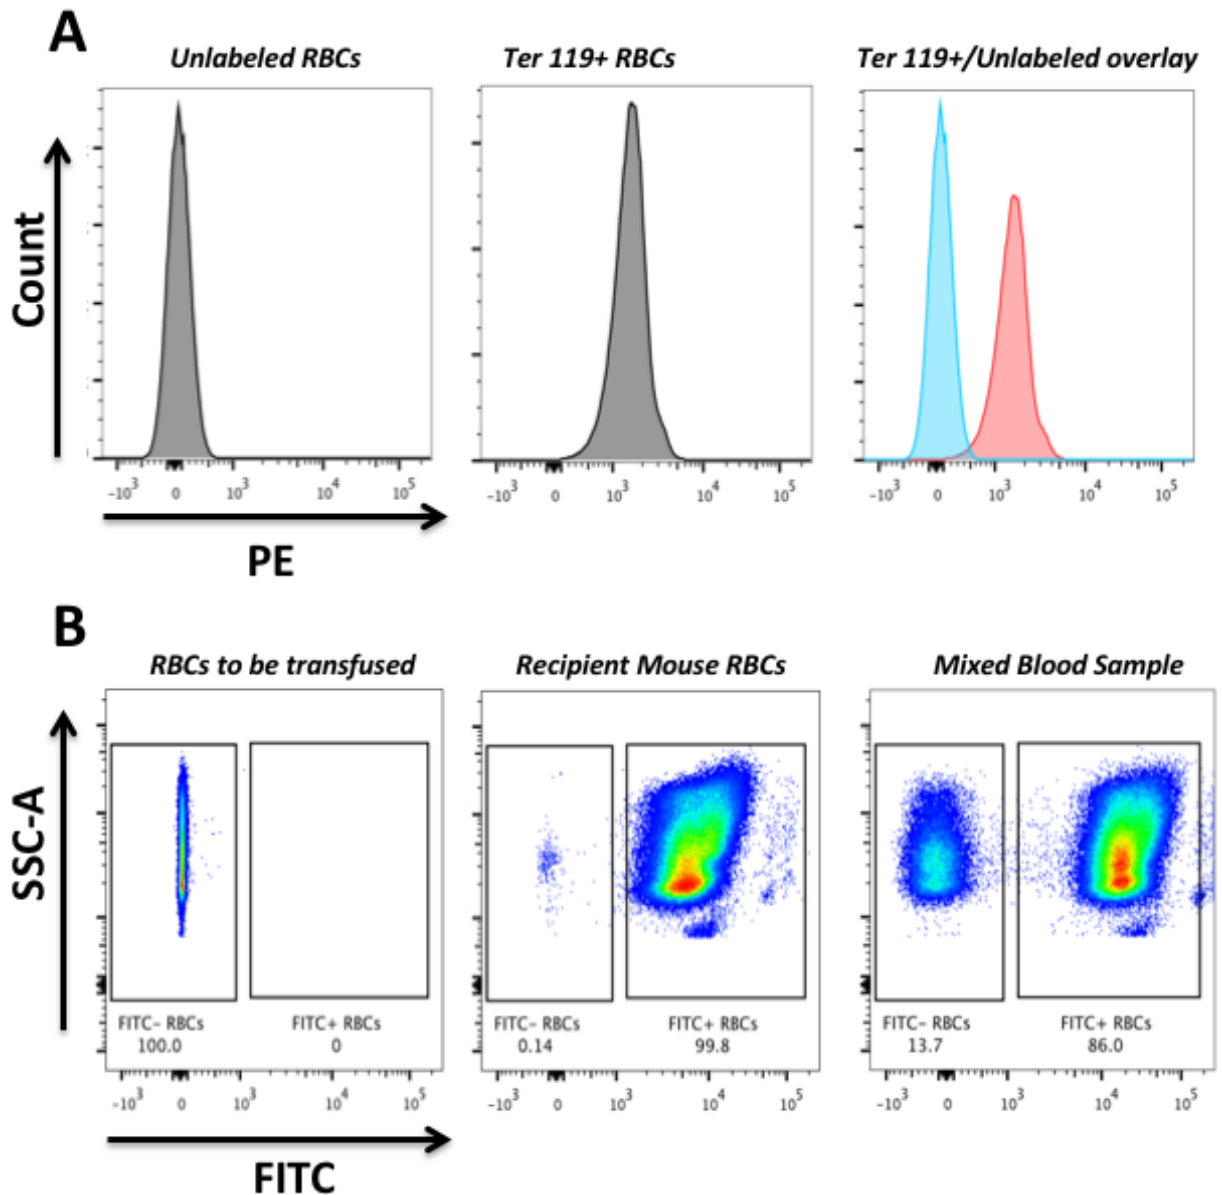 A
Unlabeled RBCs
Ter 119+ RBCs
Ter 119+/Unlabeled overlay
Count
-10³ 0 10³ 10⁴ 10⁵
-10³ 0 10³ 10⁴ 10⁵
-10³ 0 10³ 10⁴ 10⁵
PE
B
RBCs to be transfused
Recipient Mouse RBCs
Mixed Blood Sample
SSC-A
FITC- RBCs
100.0
FITC+ RBCs
0
FITC- RBCs
0.14
FITC+ RBCs
99.8
FITC- RBCs
13.7
FITC+ RBCs
86.0
-10³ 0 10³ 10⁴ 10⁵
-10³ 0 10³ 10⁴ 10⁵
-10³ 0 10³ 10⁴ 10⁵
FITC